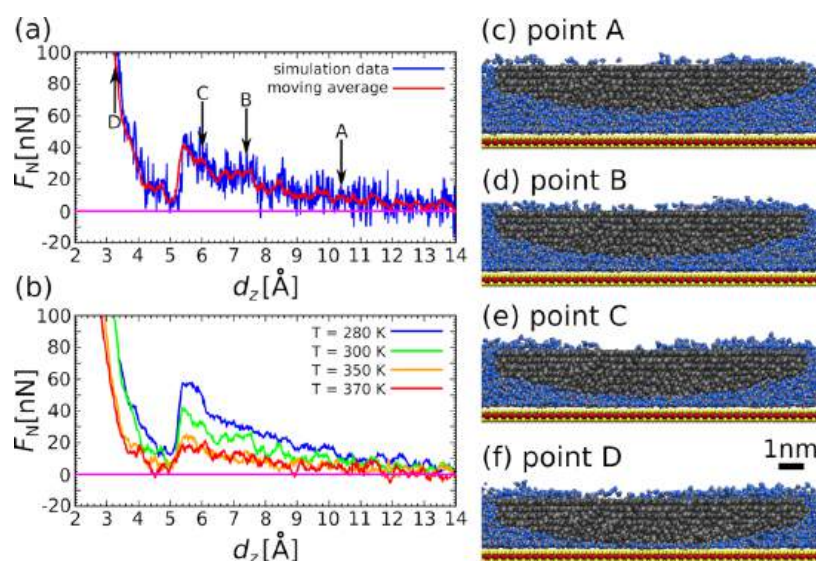 (a)
100
80
60
40
20
0
-20
F_N[nN]
simulation data
moving average
A
B
C
D
2 3 4 5 6 7 8 9 10 11 12 13 14
d_z[Å]
(b)
100
80
60
40
20
0
-20
F_N[nN]
T = 280 K
T = 300 K
T = 350 K
T = 370 K
2 3 4 5 6 7 8 9 10 11 12 13 14
d_z[Å]
(c) point A
(d) point B
(e) point C
(f) point D
1nm